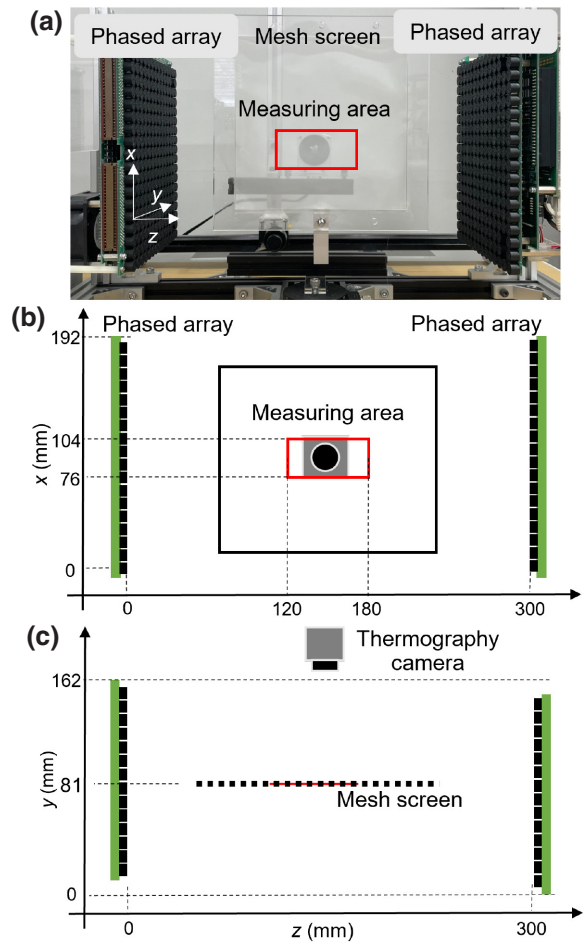 (a)
Phased array
Mesh screen
Phased array
Measuring area
x
y
z
(b)
Phased array
Phased array
192
Measuring area
104
x (mm)
76
0
0
120
180
300
(c)
Thermography
camera
162
y (mm)
81
Mesh screen
0
0
z (mm)
300